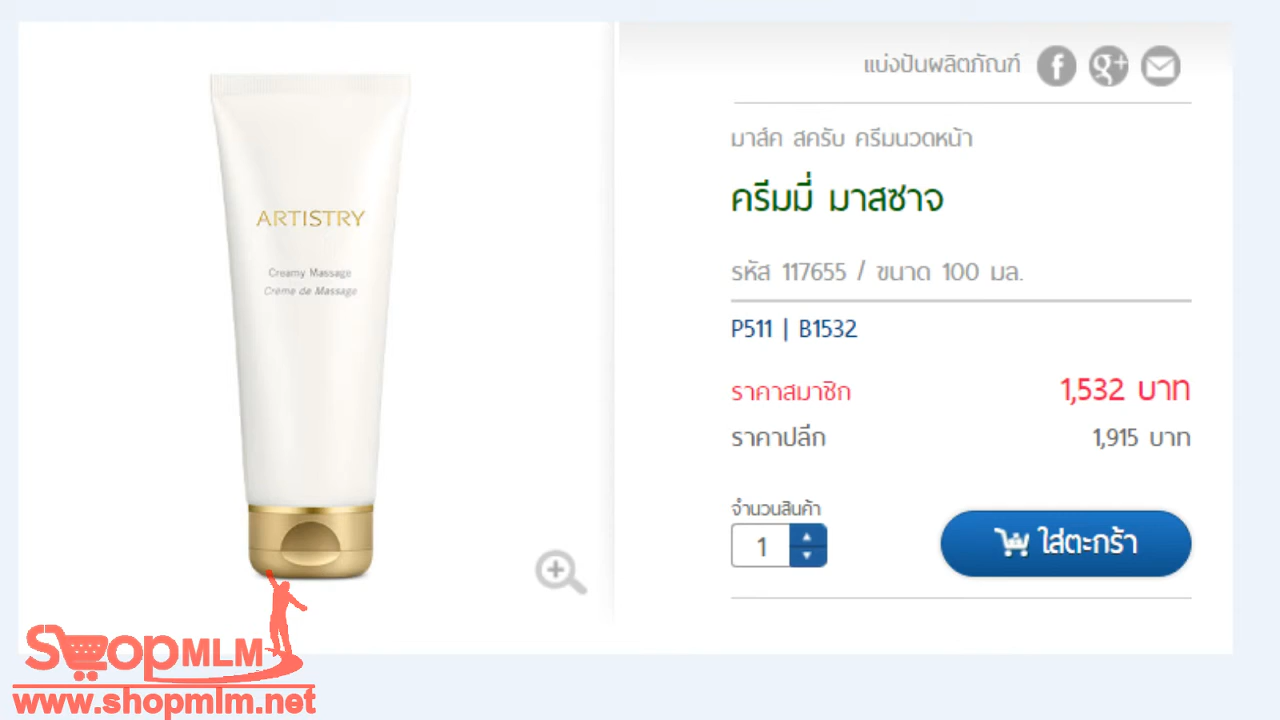 ARTISTRY
Creamy Massage
Crème de Massage
แบ่งปันผลิตภัณฑ์ f g+
มาส์ค สครับ ครีมนวดหน้า
ครีมมี่ มาสซาจ
รหัส 117655 / ขนาด 100 มล.
P511 | B1532
ราคาสมาชิก 1,532 บาท
ราคาปลีก 1,915 บาท
จำนวนสินค้า
1
ใส่ตะกร้า
ShopMLM
www.shopmlm.net